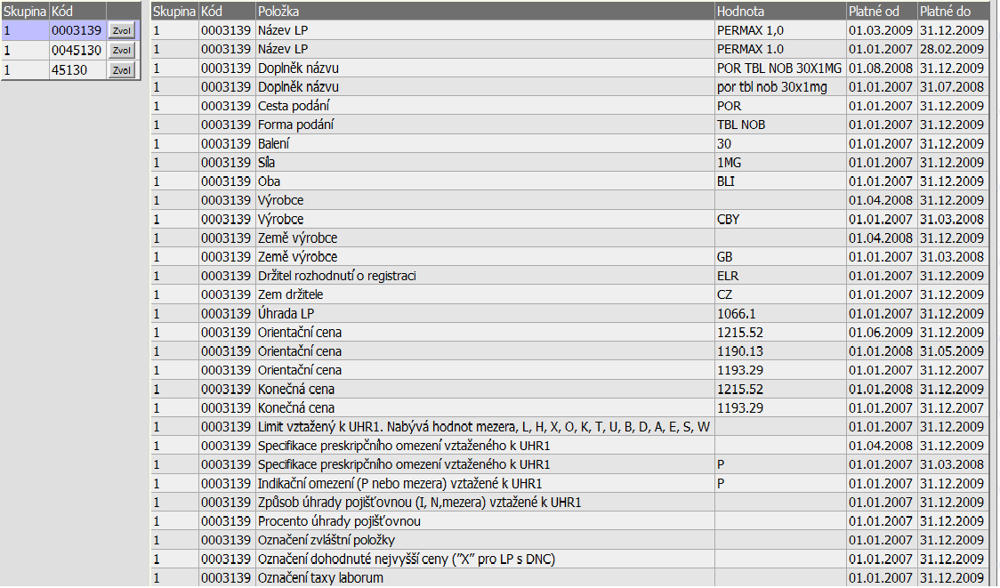 Skupina Kód
1 0003139 Zvol
1 0045130 Zvol
1 45130 Zvol
Skupina Kód Položka Hodnota Platné od Platné do
1 0003139 Název LP PERMAX 1,0 01.03.2009 31.12.2009
1 0003139 Název LP PERMAX 1.0 01.01.2007 28.02.2009
1 0003139 Doplněk názvu POR TBL NOB 30X1MG 01.08.2008 31.12.2009
1 0003139 Doplněk názvu por tbl nob 30x1mg 01.01.2007 31.07.2008
1 0003139 Cesta podání POR 01.01.2007 31.12.2009
1 0003139 Forma podání TBL NOB 01.01.2007 31.12.2009
1 0003139 Balení 30 01.01.2007 31.12.2009
1 0003139 Síla 1MG 01.01.2007 31.12.2009
1 0003139 Oba BLI 01.01.2007 31.12.2009
1 0003139 Výrobce 01.04.2008 31.12.2009
1 0003139 Výrobce CBY 01.01.2007 31.03.2008
1 0003139 Země výrobce 01.04.2008 31.12.2009
1 0003139 Země výrobce GB 01.01.2007 31.03.2008
1 0003139 Držitel rozhodnutí o registraci ELR 01.01.2007 31.12.2009
1 0003139 Zem držitele CZ 01.01.2007 31.12.2009
1 0003139 Úhrada LP 1066.1 01.01.2007 31.12.2009
1 0003139 Orientační cena 1215.52 01.06.2009 31.12.2009
1 0003139 Orientační cena 1190.13 01.01.2008 31.05.2009
1 0003139 Orientační cena 1193.29 01.01.2007 31.12.2007
1 0003139 Konečná cena 1215.52 01.01.2008 31.12.2009
1 0003139 Konečná cena 1193.29 01.01.2007 31.12.2007
1 0003139 Limit vztažený k UHR1. Nabývá hodnot mezera, L, H, X, O, K, T, U, B, D, A, E, S, W 01.01.2007 31.12.2009
1 0003139 Specifikace preskripčního omezení vztaženého k UHR1 01.04.2008 31.12.2009
1 0003139 Specifikace preskripčního omezení vztaženého k UHR1 P 01.01.2007 31.03.2008
1 0003139 Indikační omezení (P nebo mezera) vztažené k UHR1 P 01.01.2007 31.12.2009
1 0003139 Způsob úhrady pojišťovnou (I, N,mezera) vztažené k UHR1 01.01.2007 31.12.2009
1 0003139 Procento úhrady pojišťovnou 01.01.2007 31.12.2009
1 0003139 Označení zvláštní položky 01.01.2007 31.12.2009
1 0003139 Označení dohodnuté nejvyšší ceny ("X" pro LP s DNC) 01.01.2007 31.12.2009
1 0003139 Označení taxy laborum 01.01.2007 31.12.2009